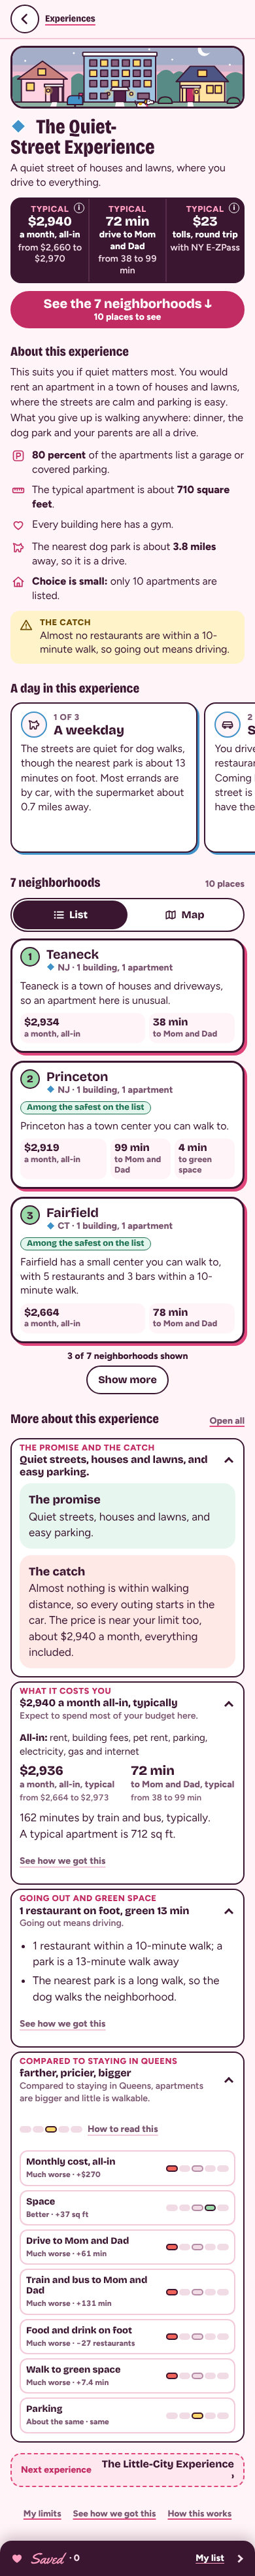 Experiences
The Quiet-
Street Experience
A quiet street of houses and lawns, where you
drive to everything.
TYPICAL
$2,940
a month, all-in
from $2,660 to
$2,970
TYPICAL
72 min
drive to Mom
and Dad
from 38 to 99
min
TYPICAL
$23
tolls, round trip
with NY E-ZPass
See the 7 neighborhoods ↓
10 places to see
About this experience
This suits you if quiet matters most. You would
rent an apartment in a town of houses and lawns,
where the streets are calm and parking is easy.
What you give up is walking anywhere: dinner, the
dog park and your parents are all a drive.
80 percent of the apartments list a garage or
covered parking.
The typical apartment is about 710 square
feet.
Every building here has a gym.
The nearest dog park is about 3.8 miles
away, so it is a drive.
Choice is small: only 10 apartments are
listed.
THE CATCH
Almost no restaurants are within a 10-
minute walk, so going out means driving.
A day in this experience
1 OF 3
A weekday
The streets are quiet for dog walks,
though the nearest park is about 13
minutes on foot. Most errands are
by car, with the supermarket about
0.7 miles away.
2
S
You drive
restaurar
Coming
street is
have the
7 neighborhoods
10 places
List
Map
1
Teaneck
NJ · 1 building, 1 apartment
Teaneck is a town of houses and driveways,
so an apartment here is unusual.
$2,934
a month, all-in
38 min
to Mom and Dad
2
Princeton
NJ · 1 building, 1 apartment
Among the safest on the list
Princeton has a town center you can walk to.
$2,919
a month, all-in
99 min
to Mom and
Dad
4 min
to green
space
3
Fairfield
CT · 1 building, 1 apartment
Among the safest on the list
Fairfield has a small center you can walk to,
with 5 restaurants and 3 bars within a 10-
minute walk.
$2,664
a month, all-in
78 min
to Mom and Dad
3 of 7 neighborhoods shown
Show more
More about this experience
Open all
THE PROMISE AND THE CATCH
Quiet streets, houses and lawns, and
easy parking.
The promise
Quiet streets, houses and lawns, and
easy parking.
The catch
Almost nothing is within walking
distance, so every outing starts in the
car. The price is near your limit too,
about $2,940 a month, everything
included.
WHAT IT COSTS YOU
$2,940 a month all-in, typically
Expect to spend most of your budget here.
All-in: rent, building fees, pet rent, parking,
electricity, gas and internet
$2,936
a month, all-in, typical
from $2,664 to $2,973
72 min
to Mom and Dad, typical
from 38 to 99 min
162 minutes by train and bus, typically.
A typical apartment is 712 sq ft.
See how we got this
GOING OUT AND GREEN SPACE
1 restaurant on foot, green 13 min
Going out means driving.
• 1 restaurant within a 10-minute walk; a
park is a 13-minute walk away
• The nearest park is a long walk, so the
dog walks the neighborhood.
See how we got this
COMPARED TO STAYING IN QUEENS
farther, pricier, bigger
Compared to staying in Queens, apartments
are bigger and little is walkable.
How to read this
Monthly cost, all-in
Much worse · +$270
Space
Better · +37 sq ft
Drive to Mom and Dad
Much worse · +61 min
Train and bus to Mom and
Dad
Much worse · +131 min
Food and drink on foot
Much worse · −27 restaurants
Walk to green space
Much worse · +7.4 min
Parking
About the same · same
Next experience
The Little-City Experience
›
My limits
See how we got this
How this works
Saved · 0
My list